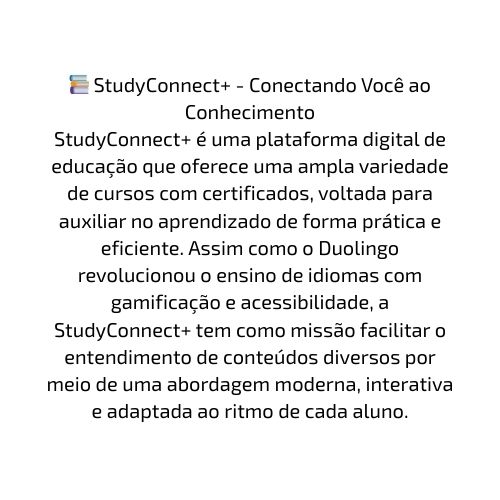 📚 StudyConnect+ - Conectando Você ao
Conhecimento
StudyConnect+ é uma plataforma digital de
educação que oferece uma ampla variedade
de cursos com certificados, voltada para
auxiliar no aprendizado de forma prática e
eficiente. Assim como o Duolingo
revolucionou o ensino de idiomas com
gamificação e acessibilidade, a
StudyConnect+ tem como missão facilitar o
entendimento de conteúdos diversos por
meio de uma abordagem moderna, interativa
e adaptada ao ritmo de cada aluno.